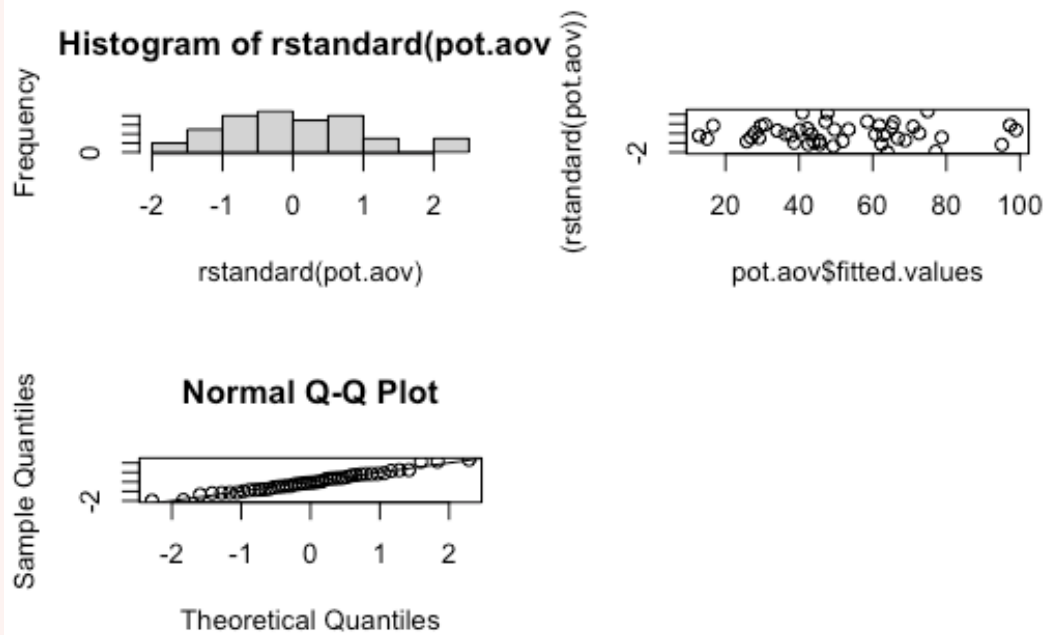 Histogram of rstandard(pot.aov
Frequency
0
-2 -1 0 1 2
rstandard(pot.aov)
(rstandard(pot.aov))
-2
20 40 60 80 100
pot.aov$fitted.values
Normal Q-Q Plot
Sample Quantiles
-2
-2 -1 0 1 2
Theoretical Quantiles